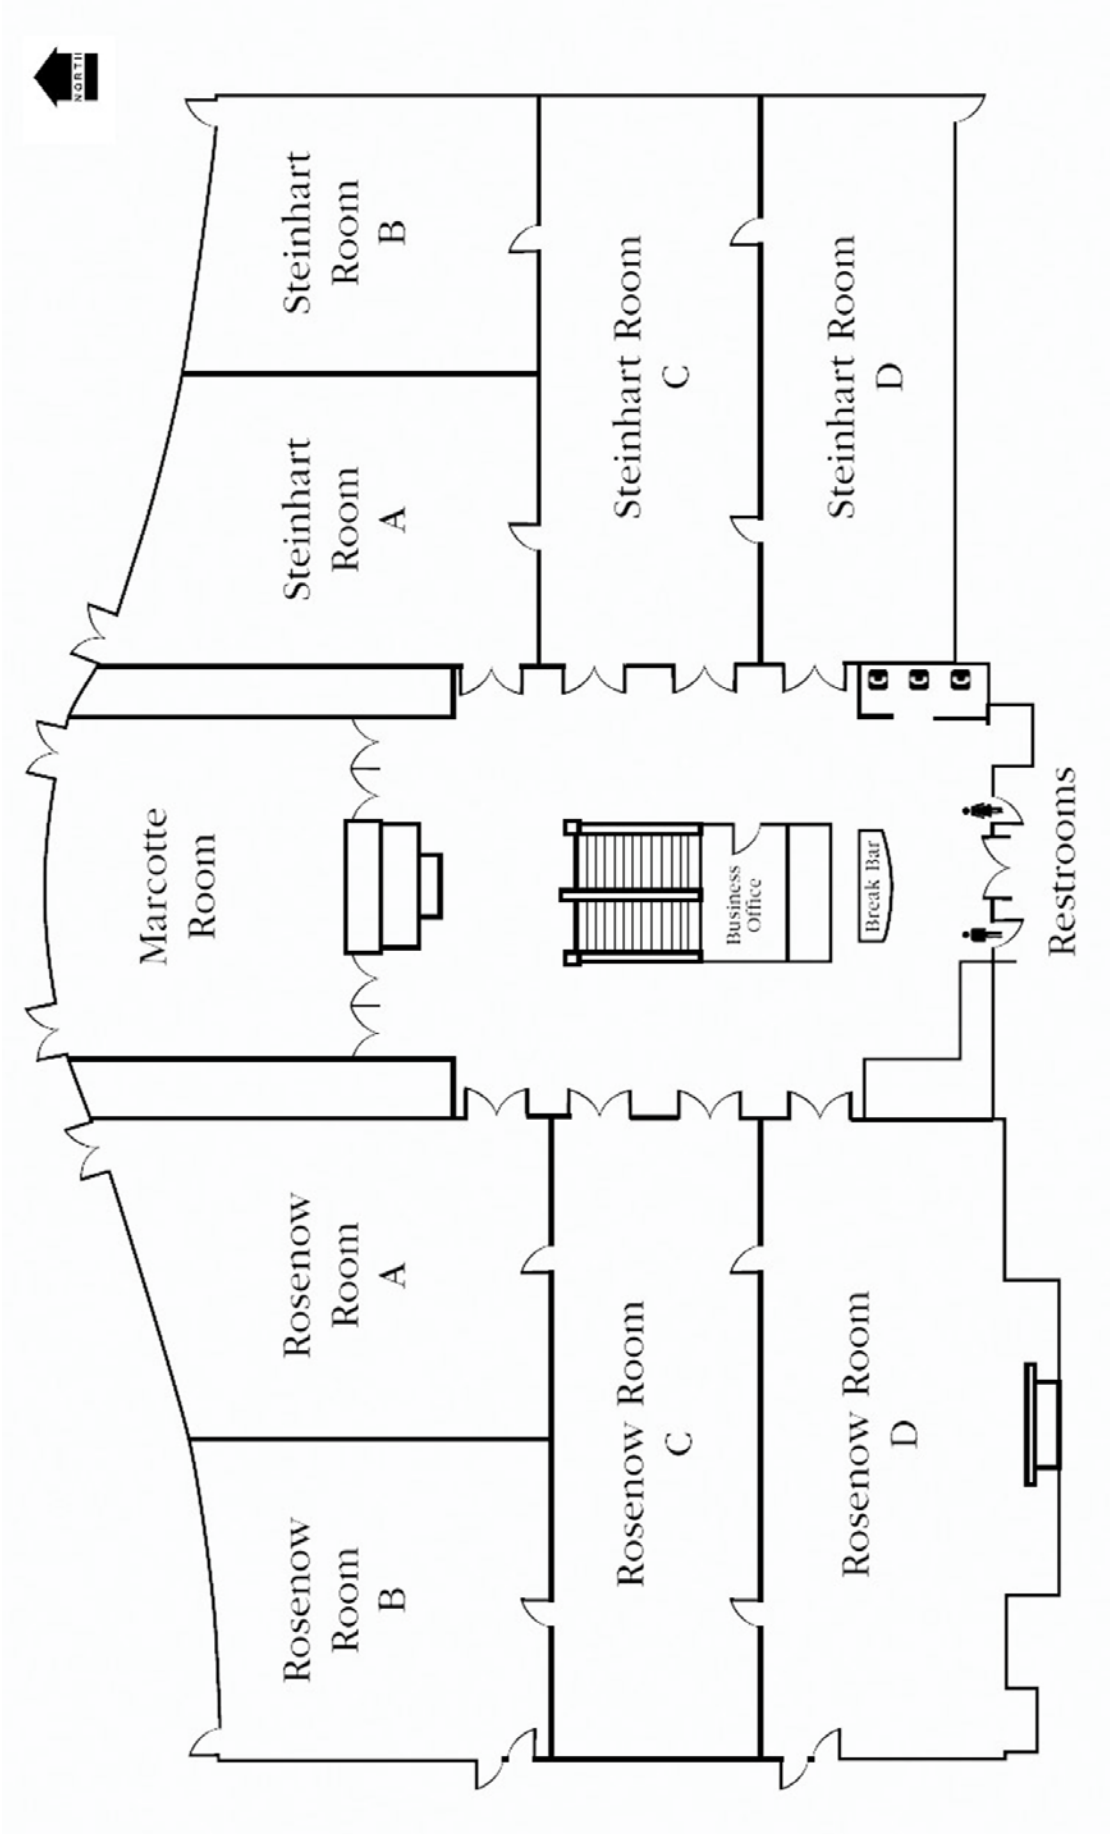 NORTH
Marcotte
Room
Rosenow
Room
B
Rosenow
Room
A
Steinhart
Room
A
Steinhart
Room
B
Rosenow Room
C
Business
Office
Steinhart Room
C
Rosenow Room
D
Break Bar
Steinhart Room
D
Restrooms